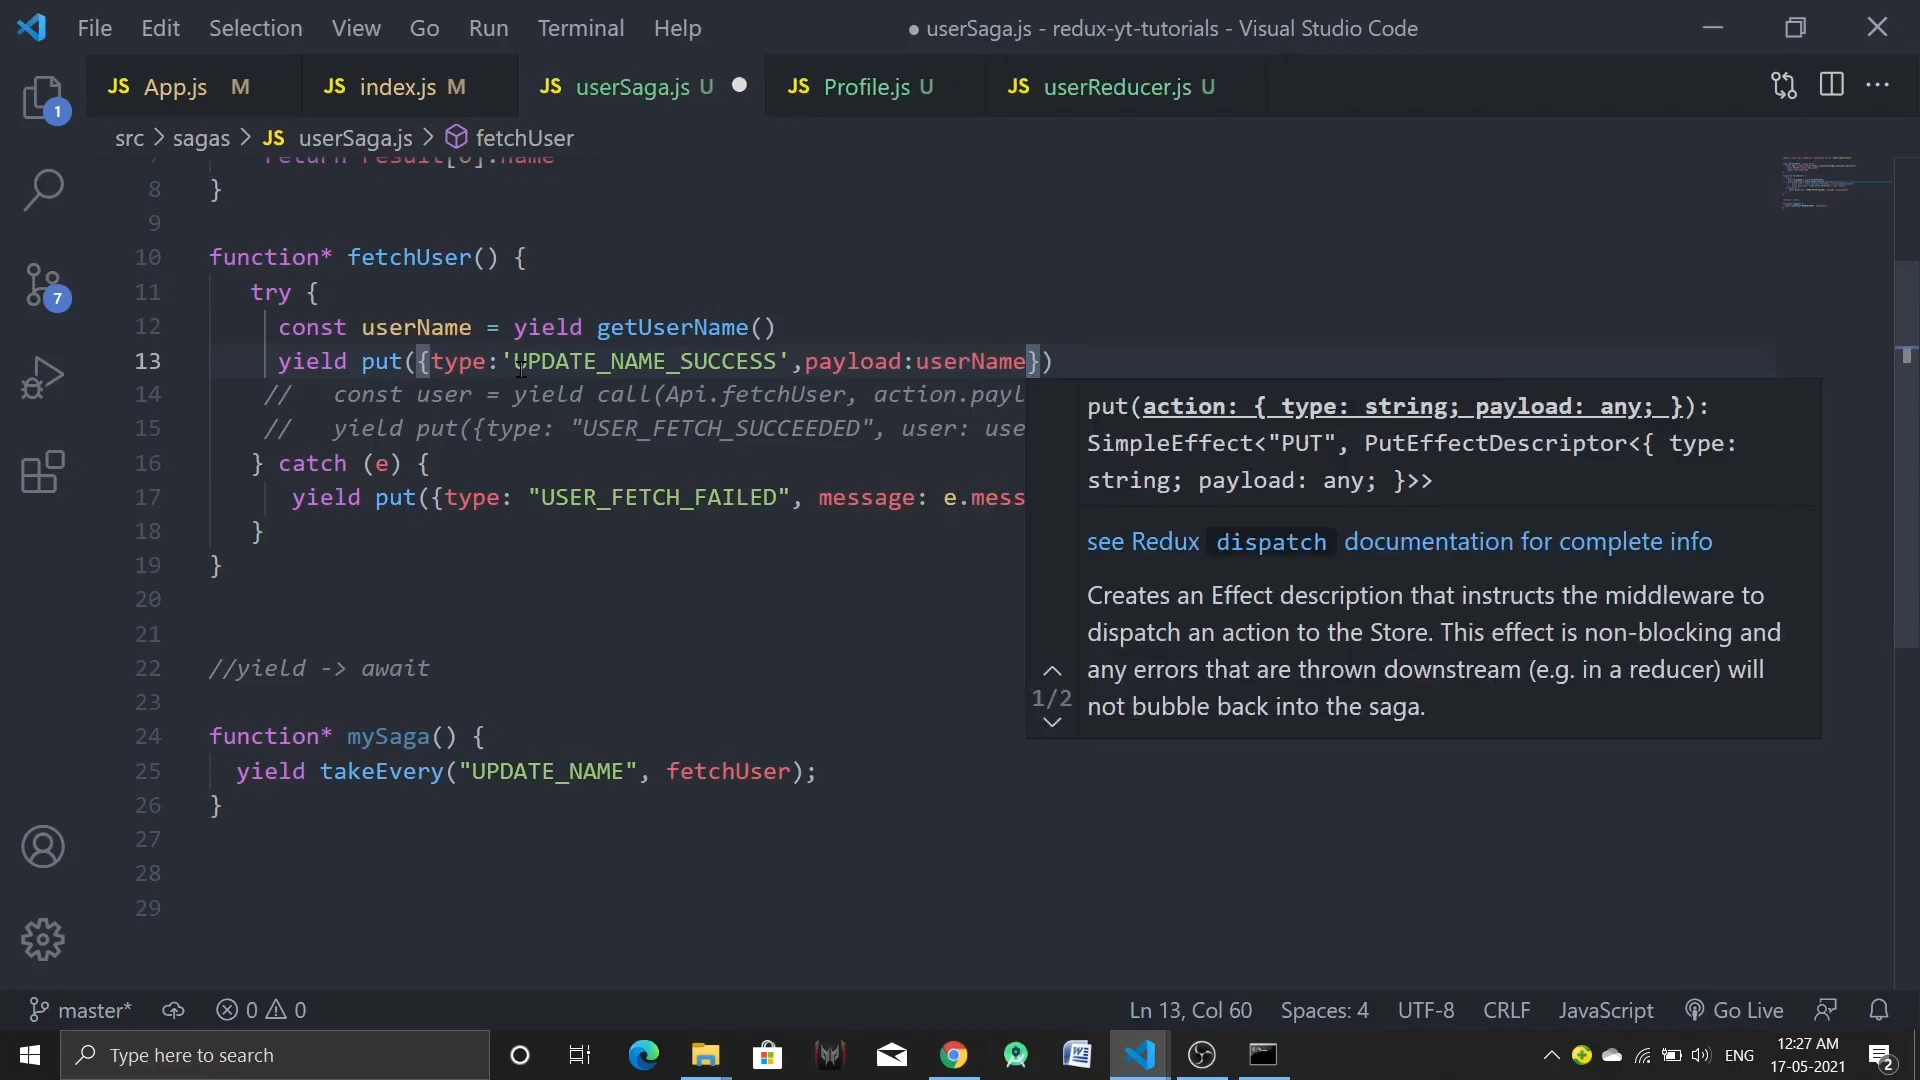 File Edit Selection View Go Run Terminal Help
● userSaga.js - redux-yt-tutorials - Visual Studio Code
JS App.js M JS index.js M JS userSaga.js U JS Profile.js U JS userReducer.js U
1
src > sagas > JS userSaga.js > fetchUser
return result[0].name
8 }
9
10 function* fetchUser() {
11 try {
12 const userName = yield getUserName()
13 yield put({type:'UPDATE_NAME_SUCCESS',payload:userName})
14 // const user = yield call(Api.fetchUser, action.payl
15 // yield put({type: "USER_FETCH_SUCCEEDED", user: use
16 } catch (e) {
17 yield put({type: "USER_FETCH_FAILED", message: e.mess
18 }
19 }
20
21
22 //yield -> await
23
24 function* mySaga() {
25 yield takeEvery("UPDATE_NAME", fetchUser);
26 }
27
28
29
7
put(action: { type: string; payload: any; }):
SimpleEffect<"PUT", PutEffectDescriptor<{ type:
string; payload: any; }>>
see Redux dispatch documentation for complete info
Creates an Effect description that instructs the middleware to
dispatch an action to the Store. This effect is non-blocking and
any errors that are thrown downstream (e.g. in a reducer) will
not bubble back into the saga.
1/2
master* 0 0 Ln 13, Col 60 Spaces: 4 UTF-8 CRLF JavaScript Go Live
Type here to search
ENG
12:27 AM
17-05-2021
2